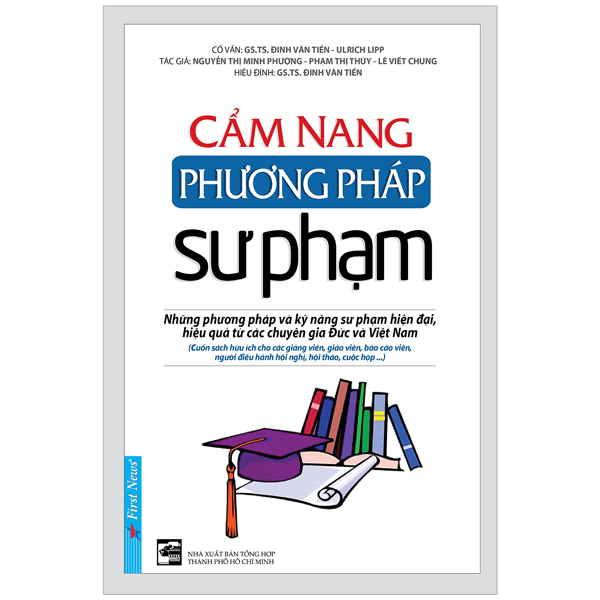 CỐ VẤN: GS.TS. ĐINH VĂN TIẾN - ULRICH LIPP
TÁC GIẢ: NGUYỄN THỊ MINH PHƯỢNG - PHẠM THỊ THÚY - LÊ VIẾT CHUNG
HIỆU ĐÍNH: GS.TS. ĐINH VĂN TIẾN
CẨM NANG
PHƯƠNG PHÁP
sư phạm
Những phương pháp và kỹ năng sư phạm hiện đại,
hiệu quả từ các chuyên gia Đức và Việt Nam
(Cuốn sách hữu ích cho các giảng viên, giáo viên, báo cáo viên,
người điều hành hội nghị, hội thảo, cuộc họp ...)
First News
NHÀ XUẤT BẢN TỔNG HỢP
THÀNH PHỐ HỒ CHÍ MINH